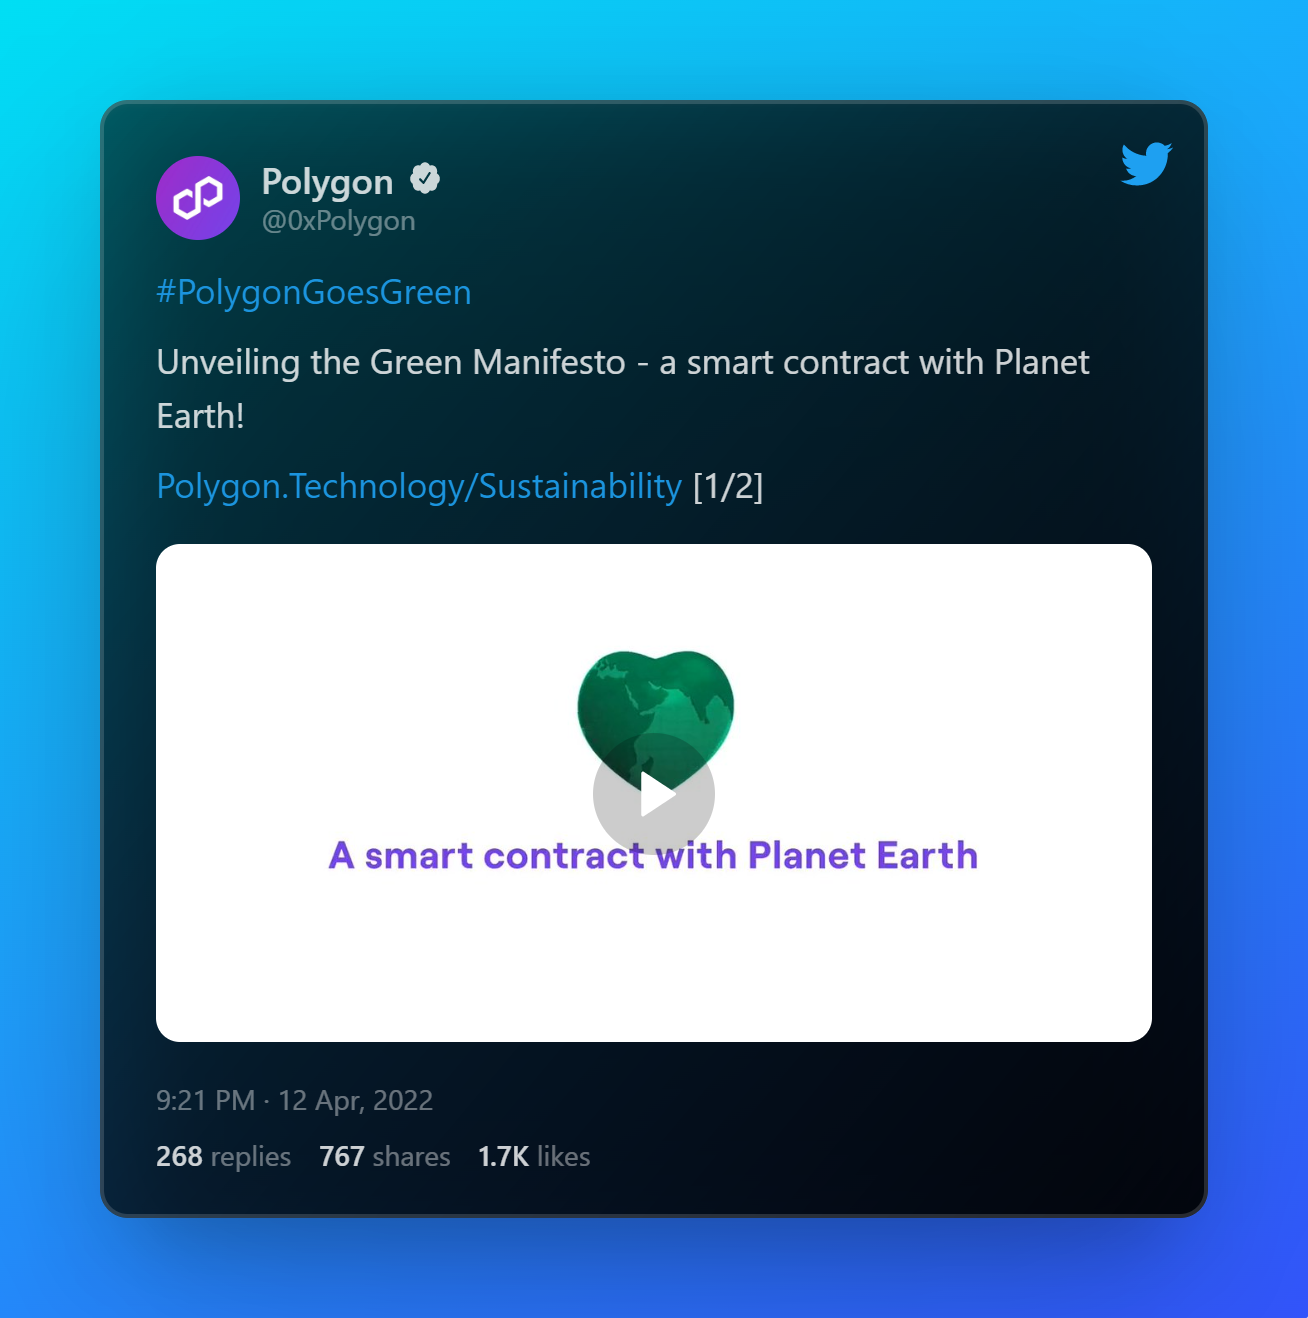 Polygon
@0xPolygon
#PolygonGoesGreen
Unveiling the Green Manifesto - a smart contract with Planet
Earth!
Polygon.Technology/Sustainability [1/2]
A smart contract with Planet Earth
9:21 PM · 12 Apr, 2022
268 replies 767 shares 1.7K likes